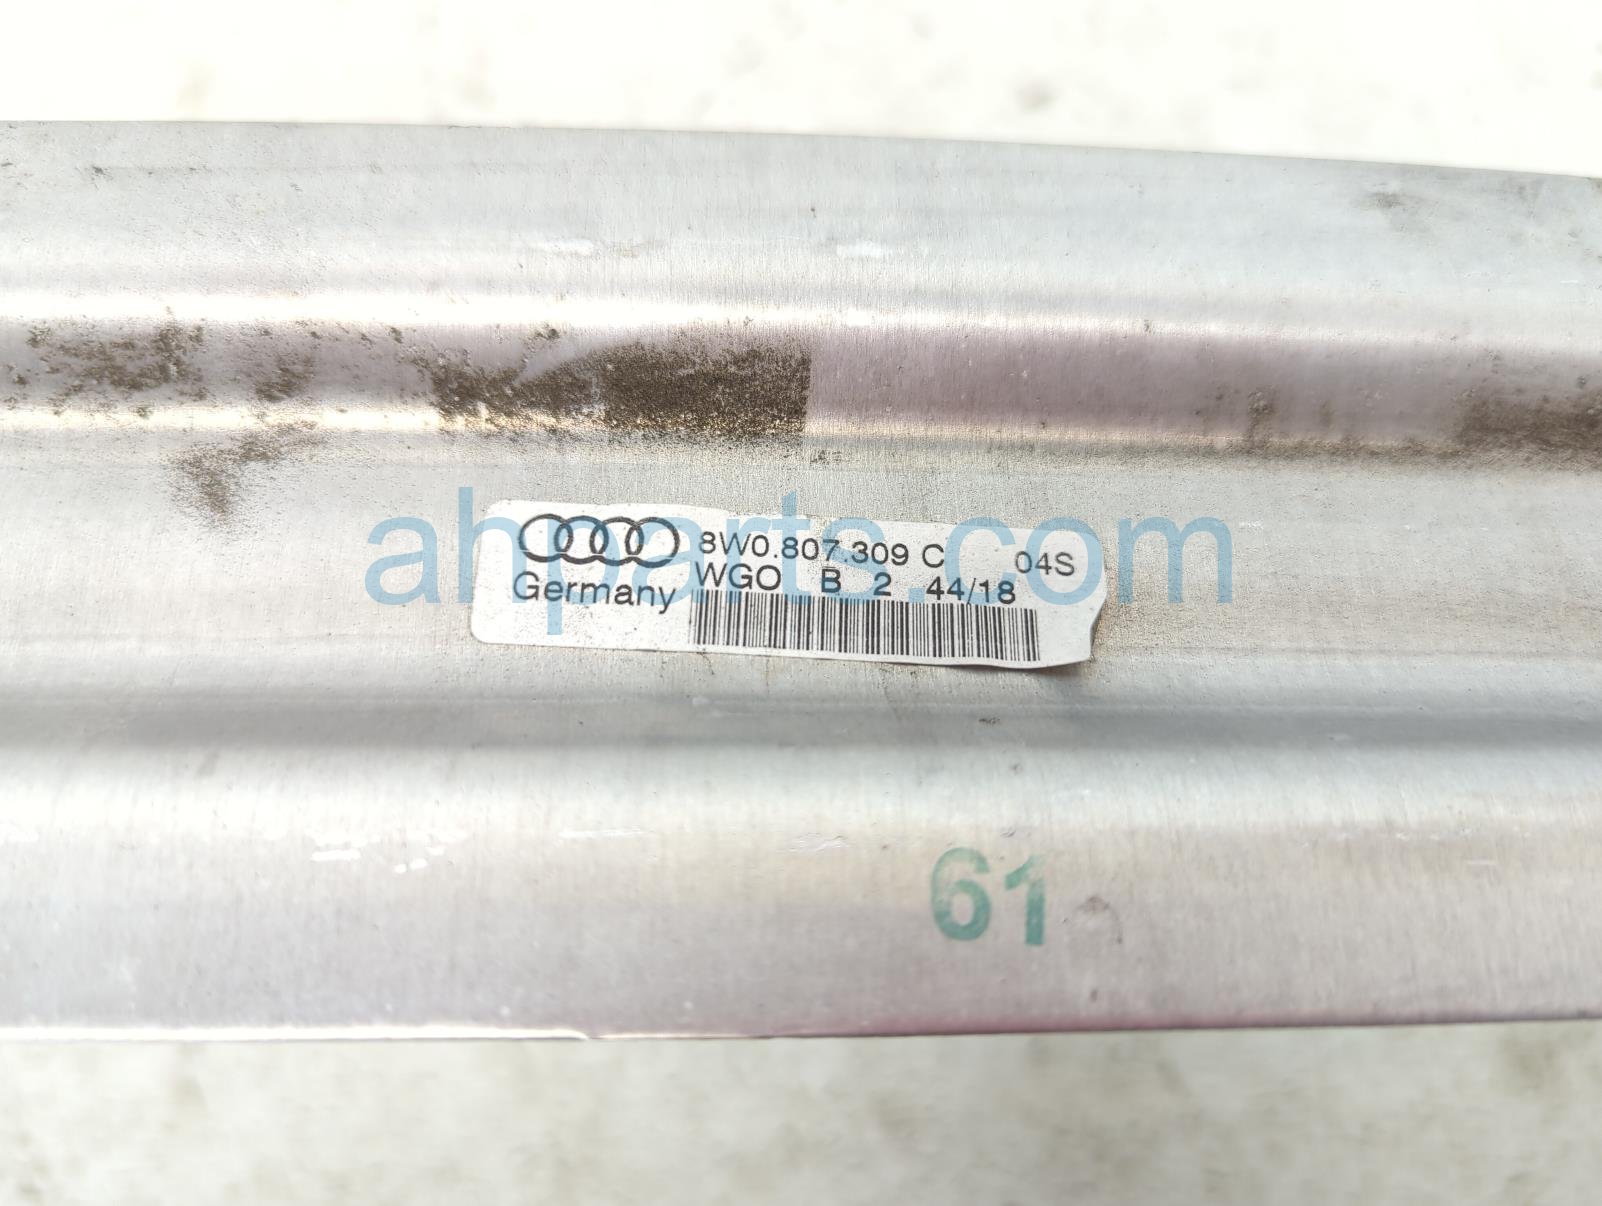 8W0.807.309 C 04S
Germany WGO B 2 44/18
ahparts.com
61